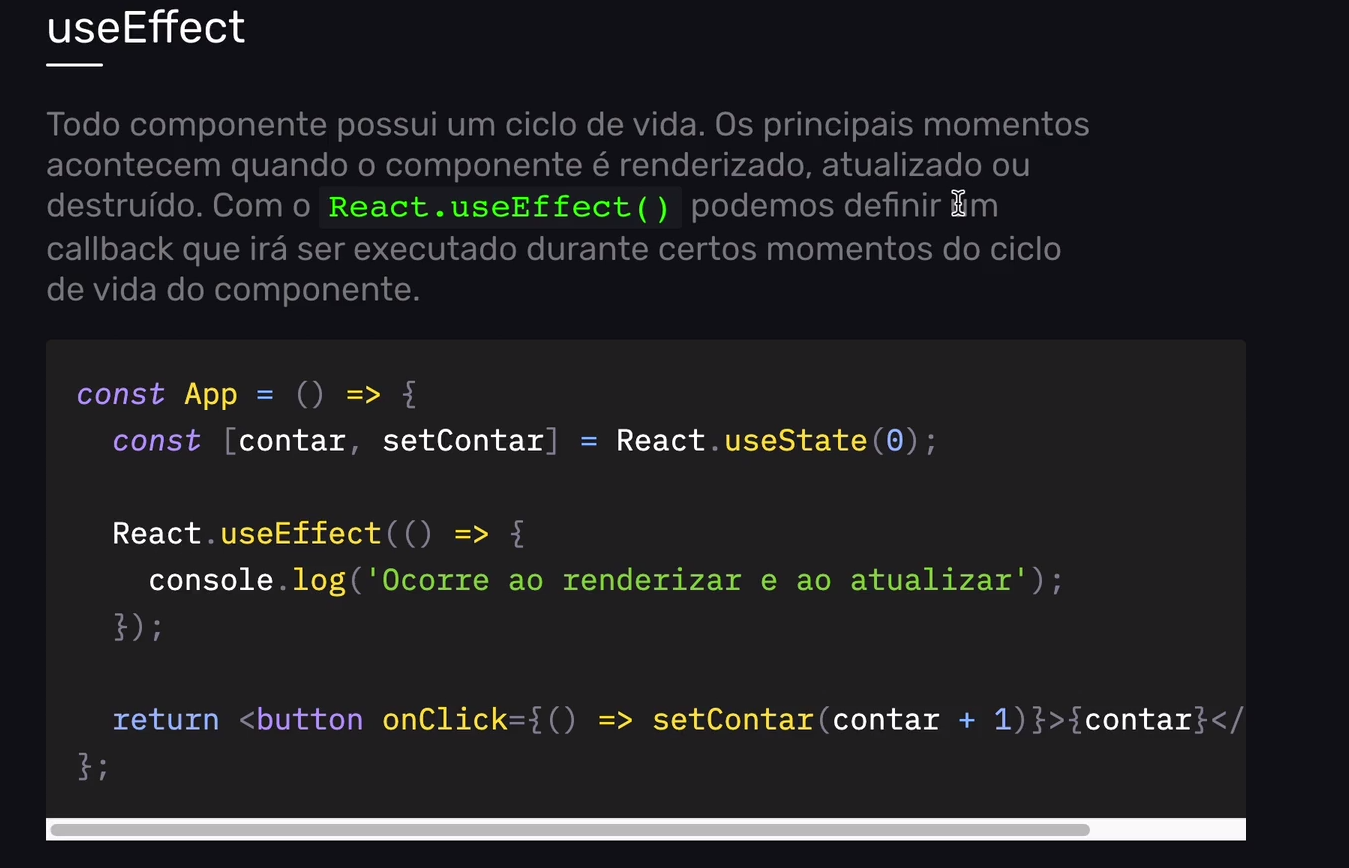 useEffect
Todo componente possui um ciclo de vida. Os principais momentos
acontecem quando o componente é renderizado, atualizado ou
destruído. Com o React.useEffect() podemos definir um
callback que irá ser executado durante certos momentos do ciclo
de vida do componente.
const App = () => {
  const [contar, setContar] = React.useState(0);
  React.useEffect(() => {
    console.log('Ocorre ao renderizar e ao atualizar');
  });
  return <button onClick={() => setContar(contar + 1)}>{contar}</
};